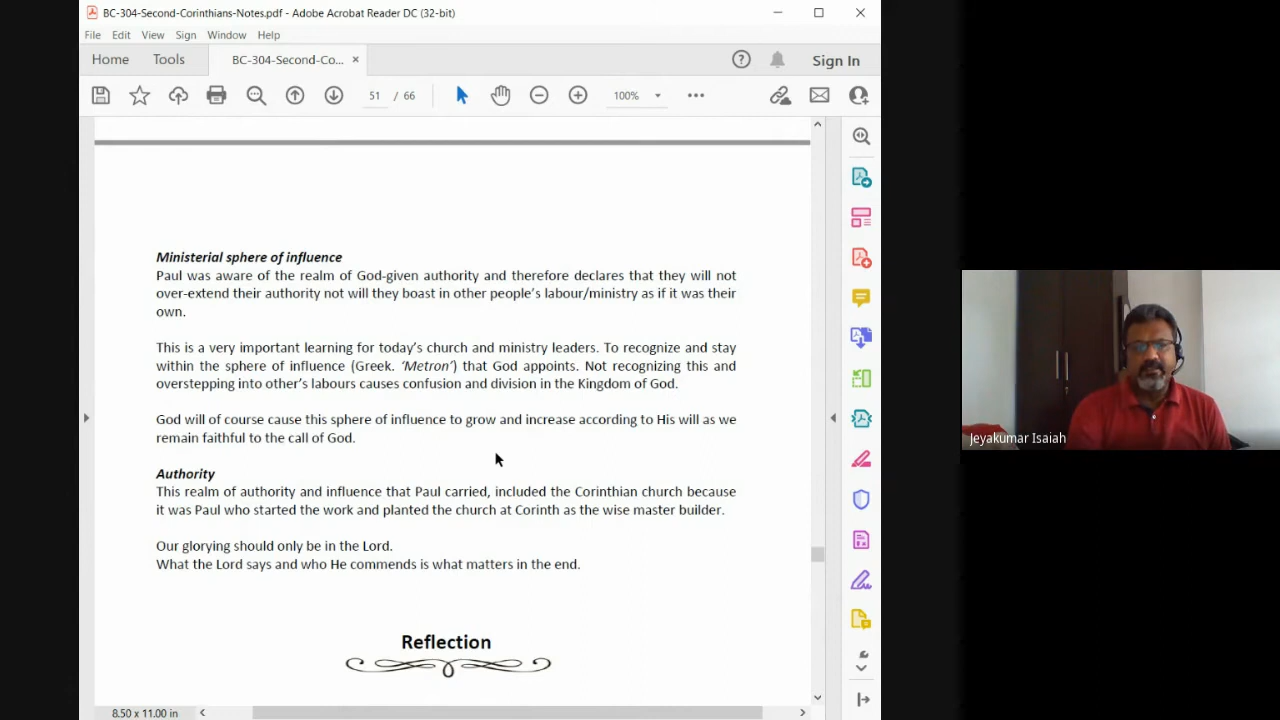 BC-304-Second-Corinthians-Notes.pdf - Adobe Acrobat Reader DC (32-bit)
File Edit View Sign Window Help
Home Tools BC-304-Second-Co... × Sign In
51 / 66 100%
Ministerial sphere of influence
Paul was aware of the realm of God-given authority and therefore declares that they will not
over-extend their authority not will they boast in other people's labour/ministry as if it was their
own.
This is a very important learning for today's church and ministry leaders. To recognize and stay
within the sphere of influence (Greek. 'Metron') that God appoints. Not recognizing this and
overstepping into other's labours causes confusion and division in the Kingdom of God.
God will of course cause this sphere of influence to grow and increase according to His will as we
remain faithful to the call of God.
Authority
This realm of authority and influence that Paul carried, included the Corinthian church because
it was Paul who started the work and planted the church at Corinth as the wise master builder.
Our glorying should only be in the Lord.
What the Lord says and who He commends is what matters in the end.
Reflection
8.50 x 11.00 in
Jeyakumar Isaiah